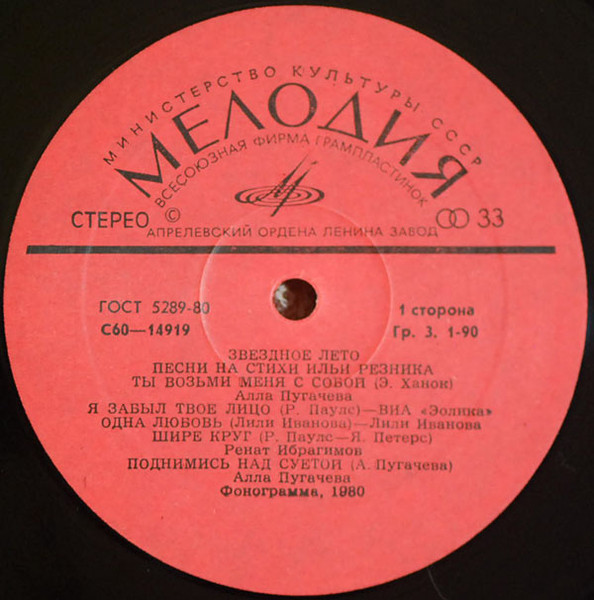 МИНИСТЕРСТВО КУЛЬТУРЫ СССР
МЕЛОДИЯ
ВСЕСОЮЗНАЯ ФИРМА ГРАМПЛАСТИНОК
СТЕРЕО © 33
АПРЕЛЕВСКИЙ ОРДЕНА ЛЕНИНА ЗАВОД
ГОСТ 5289-80 1 сторона
С60—14919 Гр. 3. 1-90
ЗВЕЗДНОЕ ЛЕТО
ПЕСНИ НА СТИХИ ИЛЬИ РЕЗНИКА
ТЫ ВОЗЬМИ МЕНЯ С СОБОЙ (Э. Ханок)
Алла Пугачева
Я ЗАБЫЛ ТВОЕ ЛИЦО (Р. Паулс)—ВИА «Эолика»
ОДНА ЛЮБОВЬ (Лили Иванова)—Лили Иванова
ШИРЕ КРУГ (Р. Паулс—Я. Петерс)
Ренат Ибрагимов
ПОДНИМИСЬ НАД СУЕТОЙ (А. Пугачева)
Алла Пугачева
Фонограмма, 1980